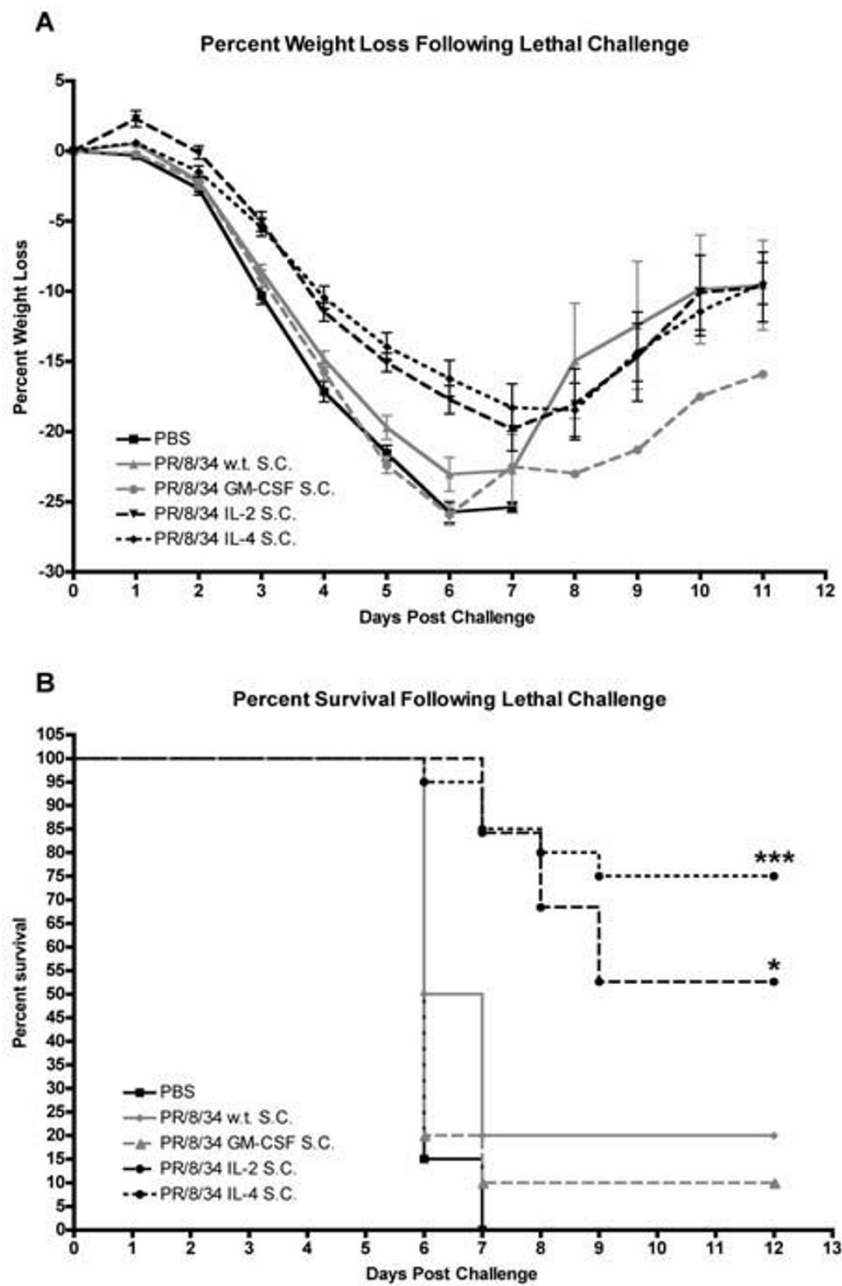 A
Percent Weight Loss Following Lethal Challenge
5
0
-5
-10
-15
-20
-25
-30
Percent Weight Loss
PBS
PR/8/34 w.t. S.C.
PR/8/34 GM-CSF S.C.
PR/8/34 IL-2 S.C.
PR/8/34 IL-4 S.C.
0 1 2 3 4 5 6 7 8 9 10 11 12
Days Post Challenge
B
Percent Survival Following Lethal Challenge
105
100
95
90
85
80
75
70
65
60
55
50
45
40
35
30
25
20
15
10
5
0
Percent survival
***
*
PBS
PR/8/34 w.t. S.C.
PR/8/34 GM-CSF S.C.
PR/8/34 IL-2 S.C.
PR/8/34 IL-4 S.C.
0 1 2 3 4 5 6 7 8 9 10 11 12 13
Days Post Challenge